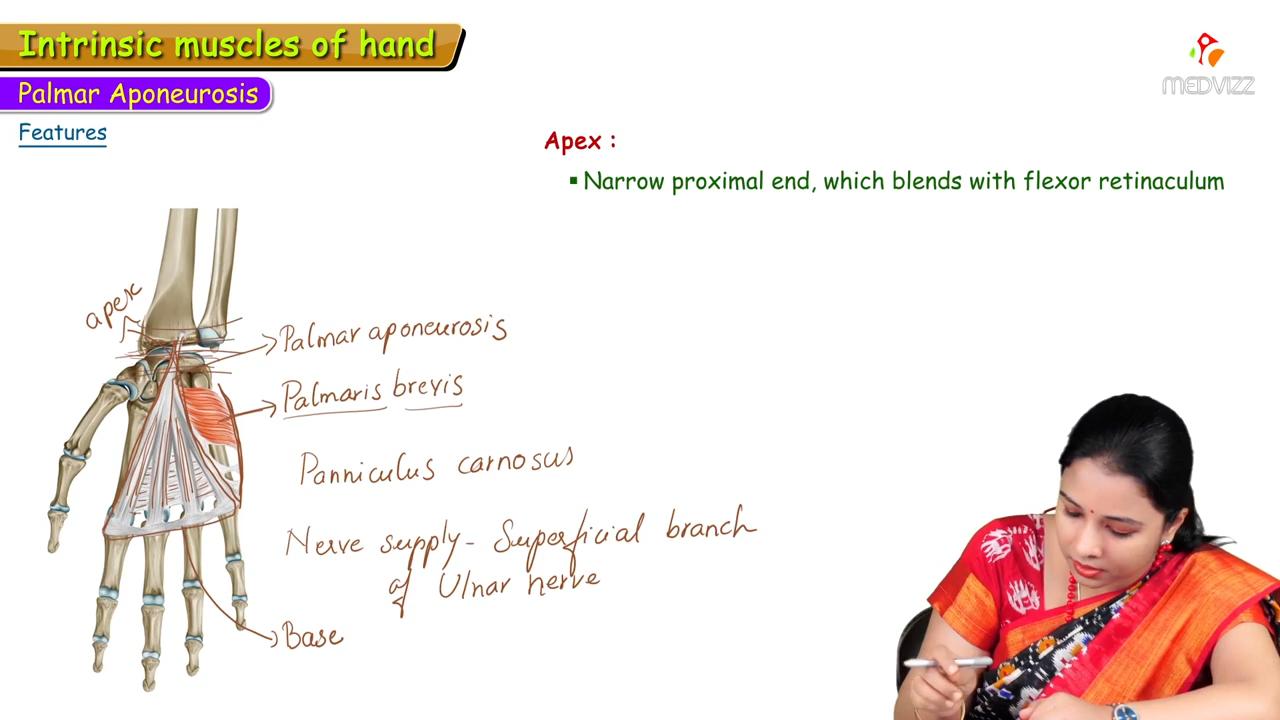 Intrinsic muscles of hand
MEDVIZZ
Palmar Aponeurosis
Features
Apex :
▪ Narrow proximal end, which blends with flexor retinaculum
apex
Palmar aponeurosis
Palmaris brevis
Panniculus carnosus
Nerve supply - Superficial branch
of Ulnar nerve
Base